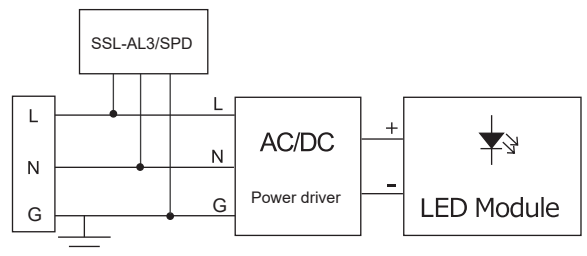 SSL-AL3/SPD
L
N
G
L
N
G
AC/DC
Power driver
+
-
LED Module